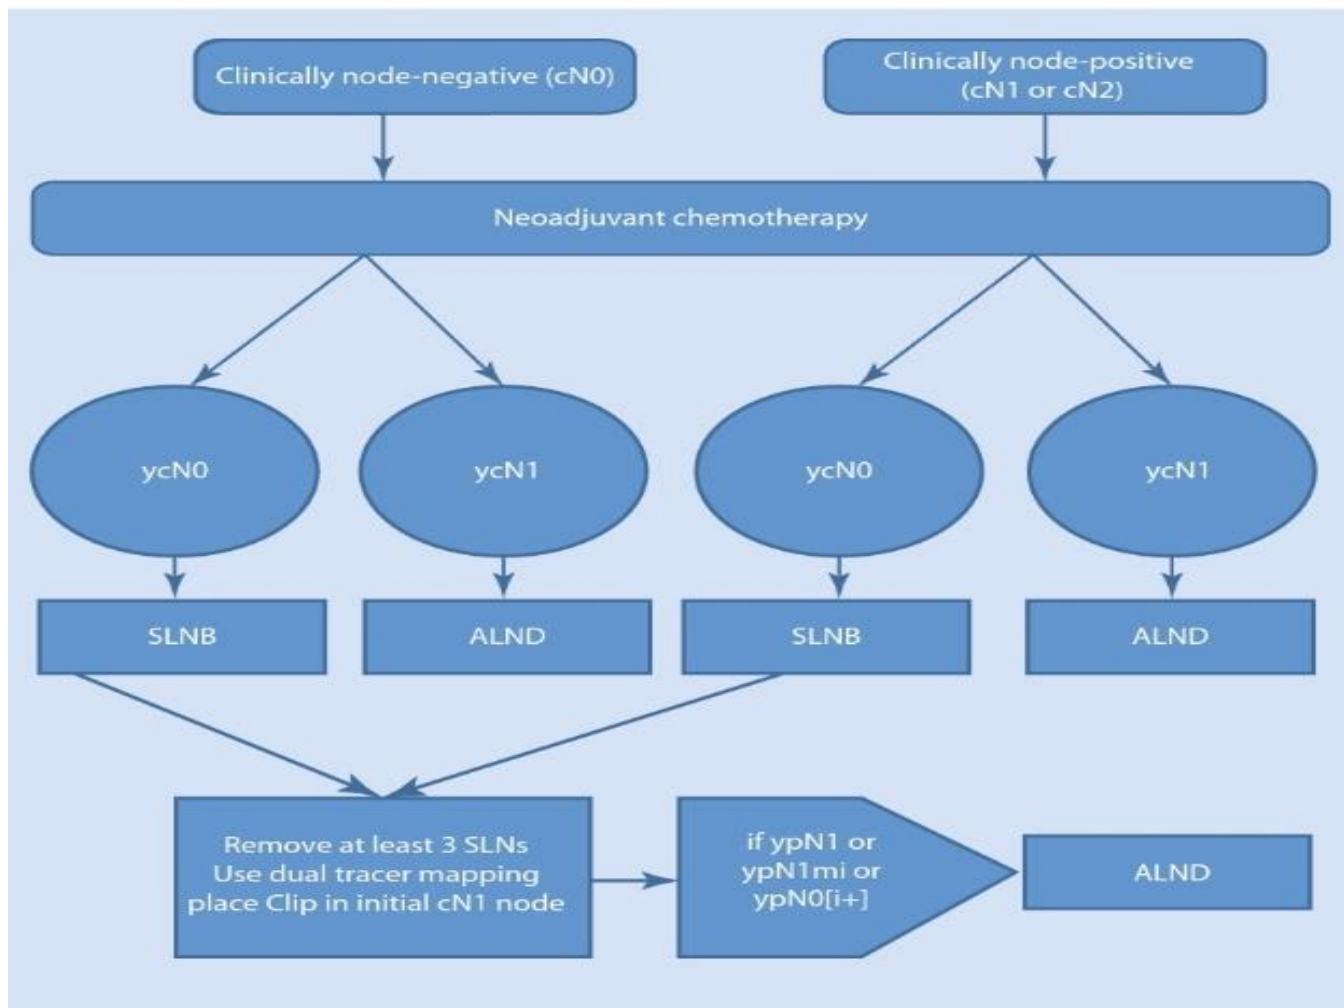 Clinically node-negative (cN0)
Clinically node-positive
(cN1 or cN2)
Neoadjuvant chemotherapy
ycN0
ycN1
ycN0
ycN1
SLNB
ALND
SLNB
ALND
Remove at least 3 SLNs
Use dual tracer mapping
place Clip in initial cN1 node
if ypN1 or
ypN1mi or
ypN0[i+]
ALND